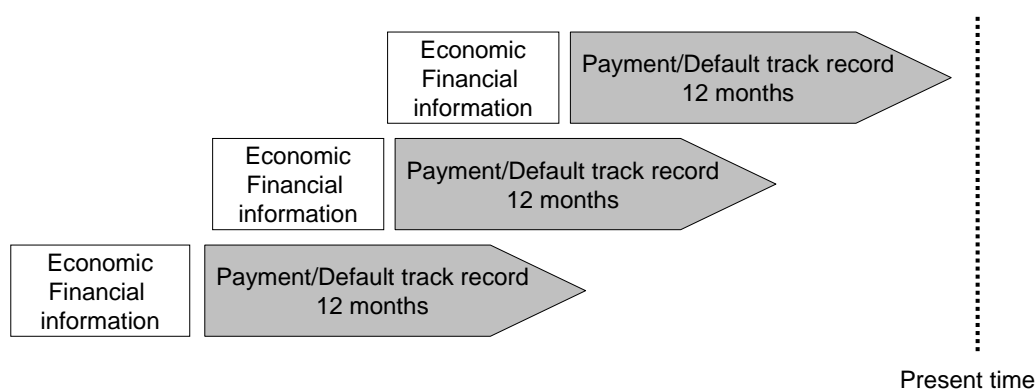 Economic
Financial
information
Payment/Default track record
12 months
Economic
Financial
information
Payment/Default track record
12 months
Economic
Financial
information
Payment/Default track record
12 months
Present time